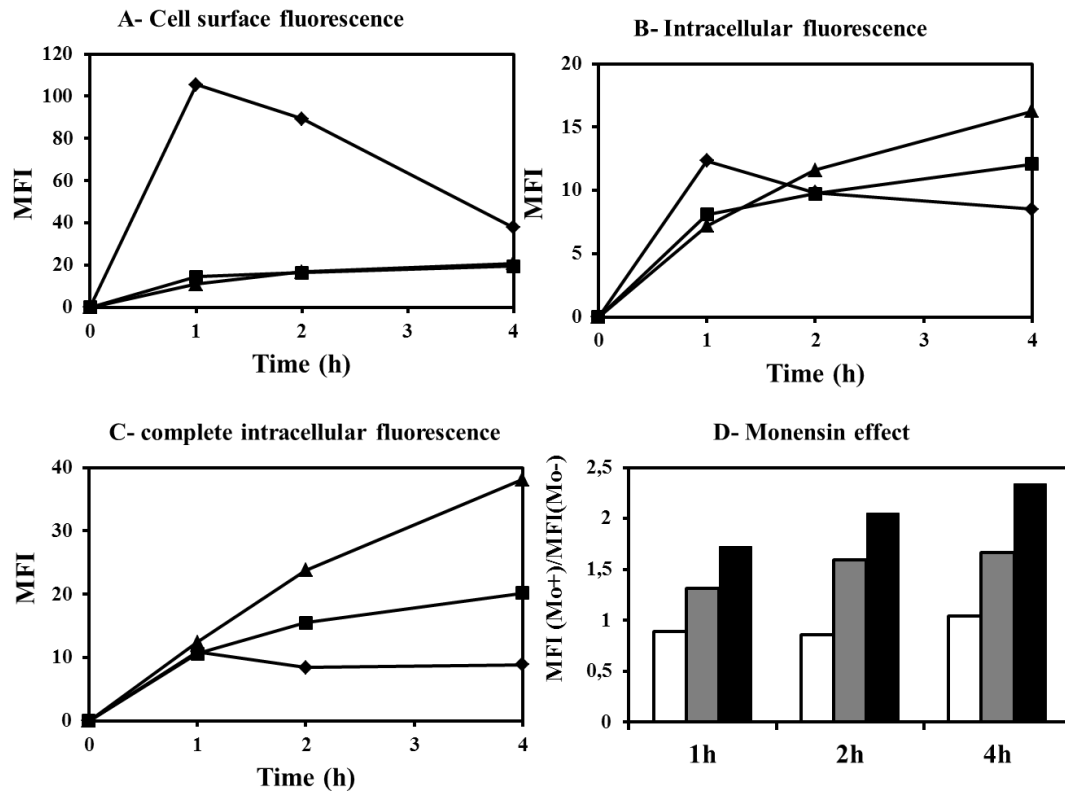 A- Cell surface fluorescence
120
100
80
60
40
20
0
MFI
0 1 2 3 4
Time (h)
B- Intracellular fluorescence
20
15
10
5
0
MFI
0 1 2 3 4
Time (h)
C- complete intracellular fluorescence
40
30
20
10
0
MFI
0 1 2 3 4
Time (h)
D- Monensin effect
2,5
2
1,5
1
0,5
0
MFI (Mo+)/MFI(Mo-)
1h 2h 4h